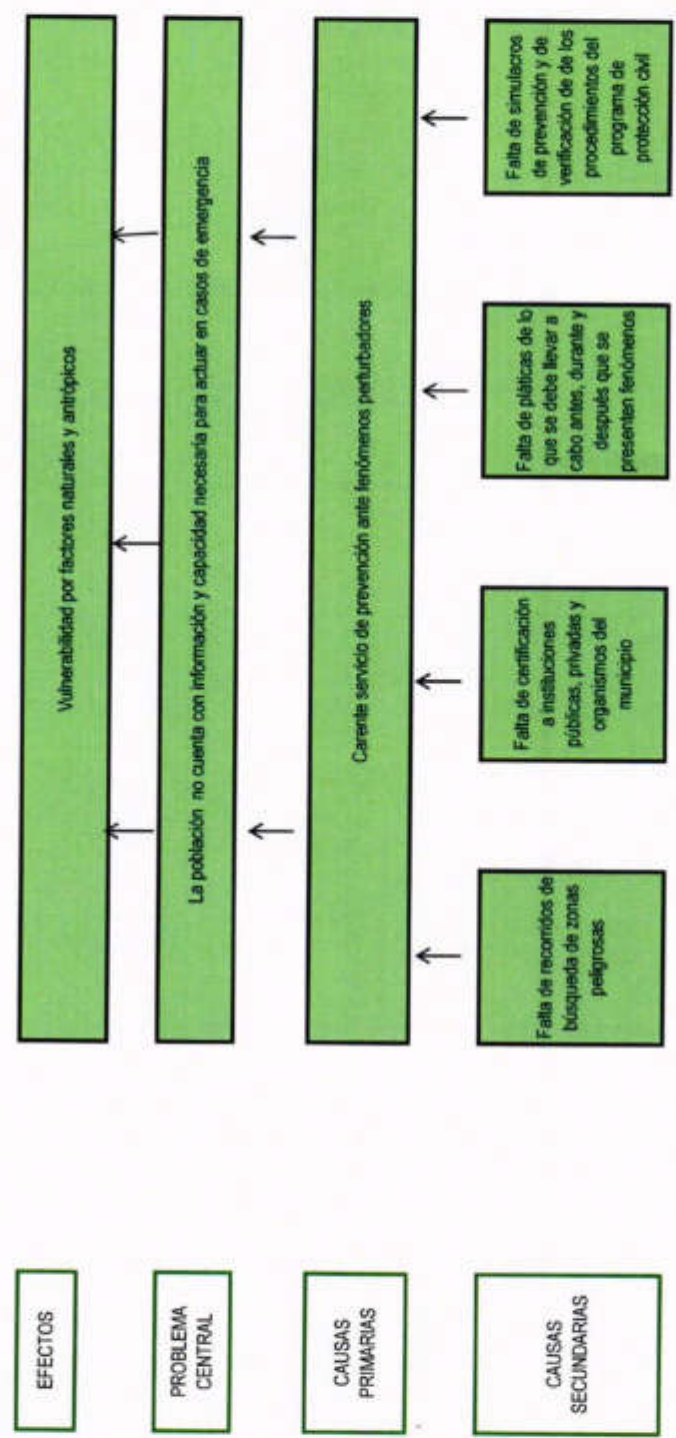 EFECTOS
Vulnerabilidad por factores naturales y antrópicos
PROBLEMA
CENTRAL
La población no cuenta con información y capacidad necesaria para actuar en casos de emergencia
CAUSAS
PRIMARIAS
Carente servicio de prevención ante fenómenos perturbadores
CAUSAS
SECUNDARIAS
Falta de recorridos de
búsqueda de zonas
peligrosas
Falta de certificación
a instituciones
públicas, privadas y
organismos del
municipio
Falta de pláticas de lo
que se debe llevar a
cabo antes, durante y
después que se
presenten fenómenos
Falta de simulacros
de prevención y de
verificación de de los
procedimientos del
programa de
protección civil